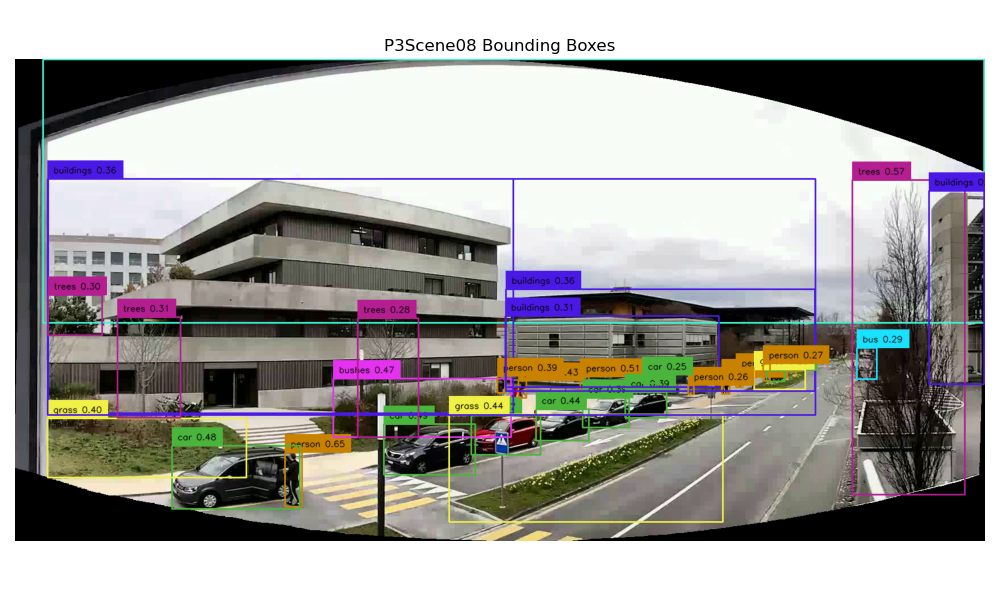 P3Scene08 Bounding Boxes
buildings 0.36
trees 0.57
buildings 0.
buildings 0.36
trees 0.30
trees 0.31
trees 0.28
buildings 0.31
bus 0.29
person 0.27
person 0.39
.43
person 0.51
car 0.25
bushes 0.47
person 0.26
car 0.39
grass 0.40
grass 0.44
car 0.44
car 0.48
person 0.65